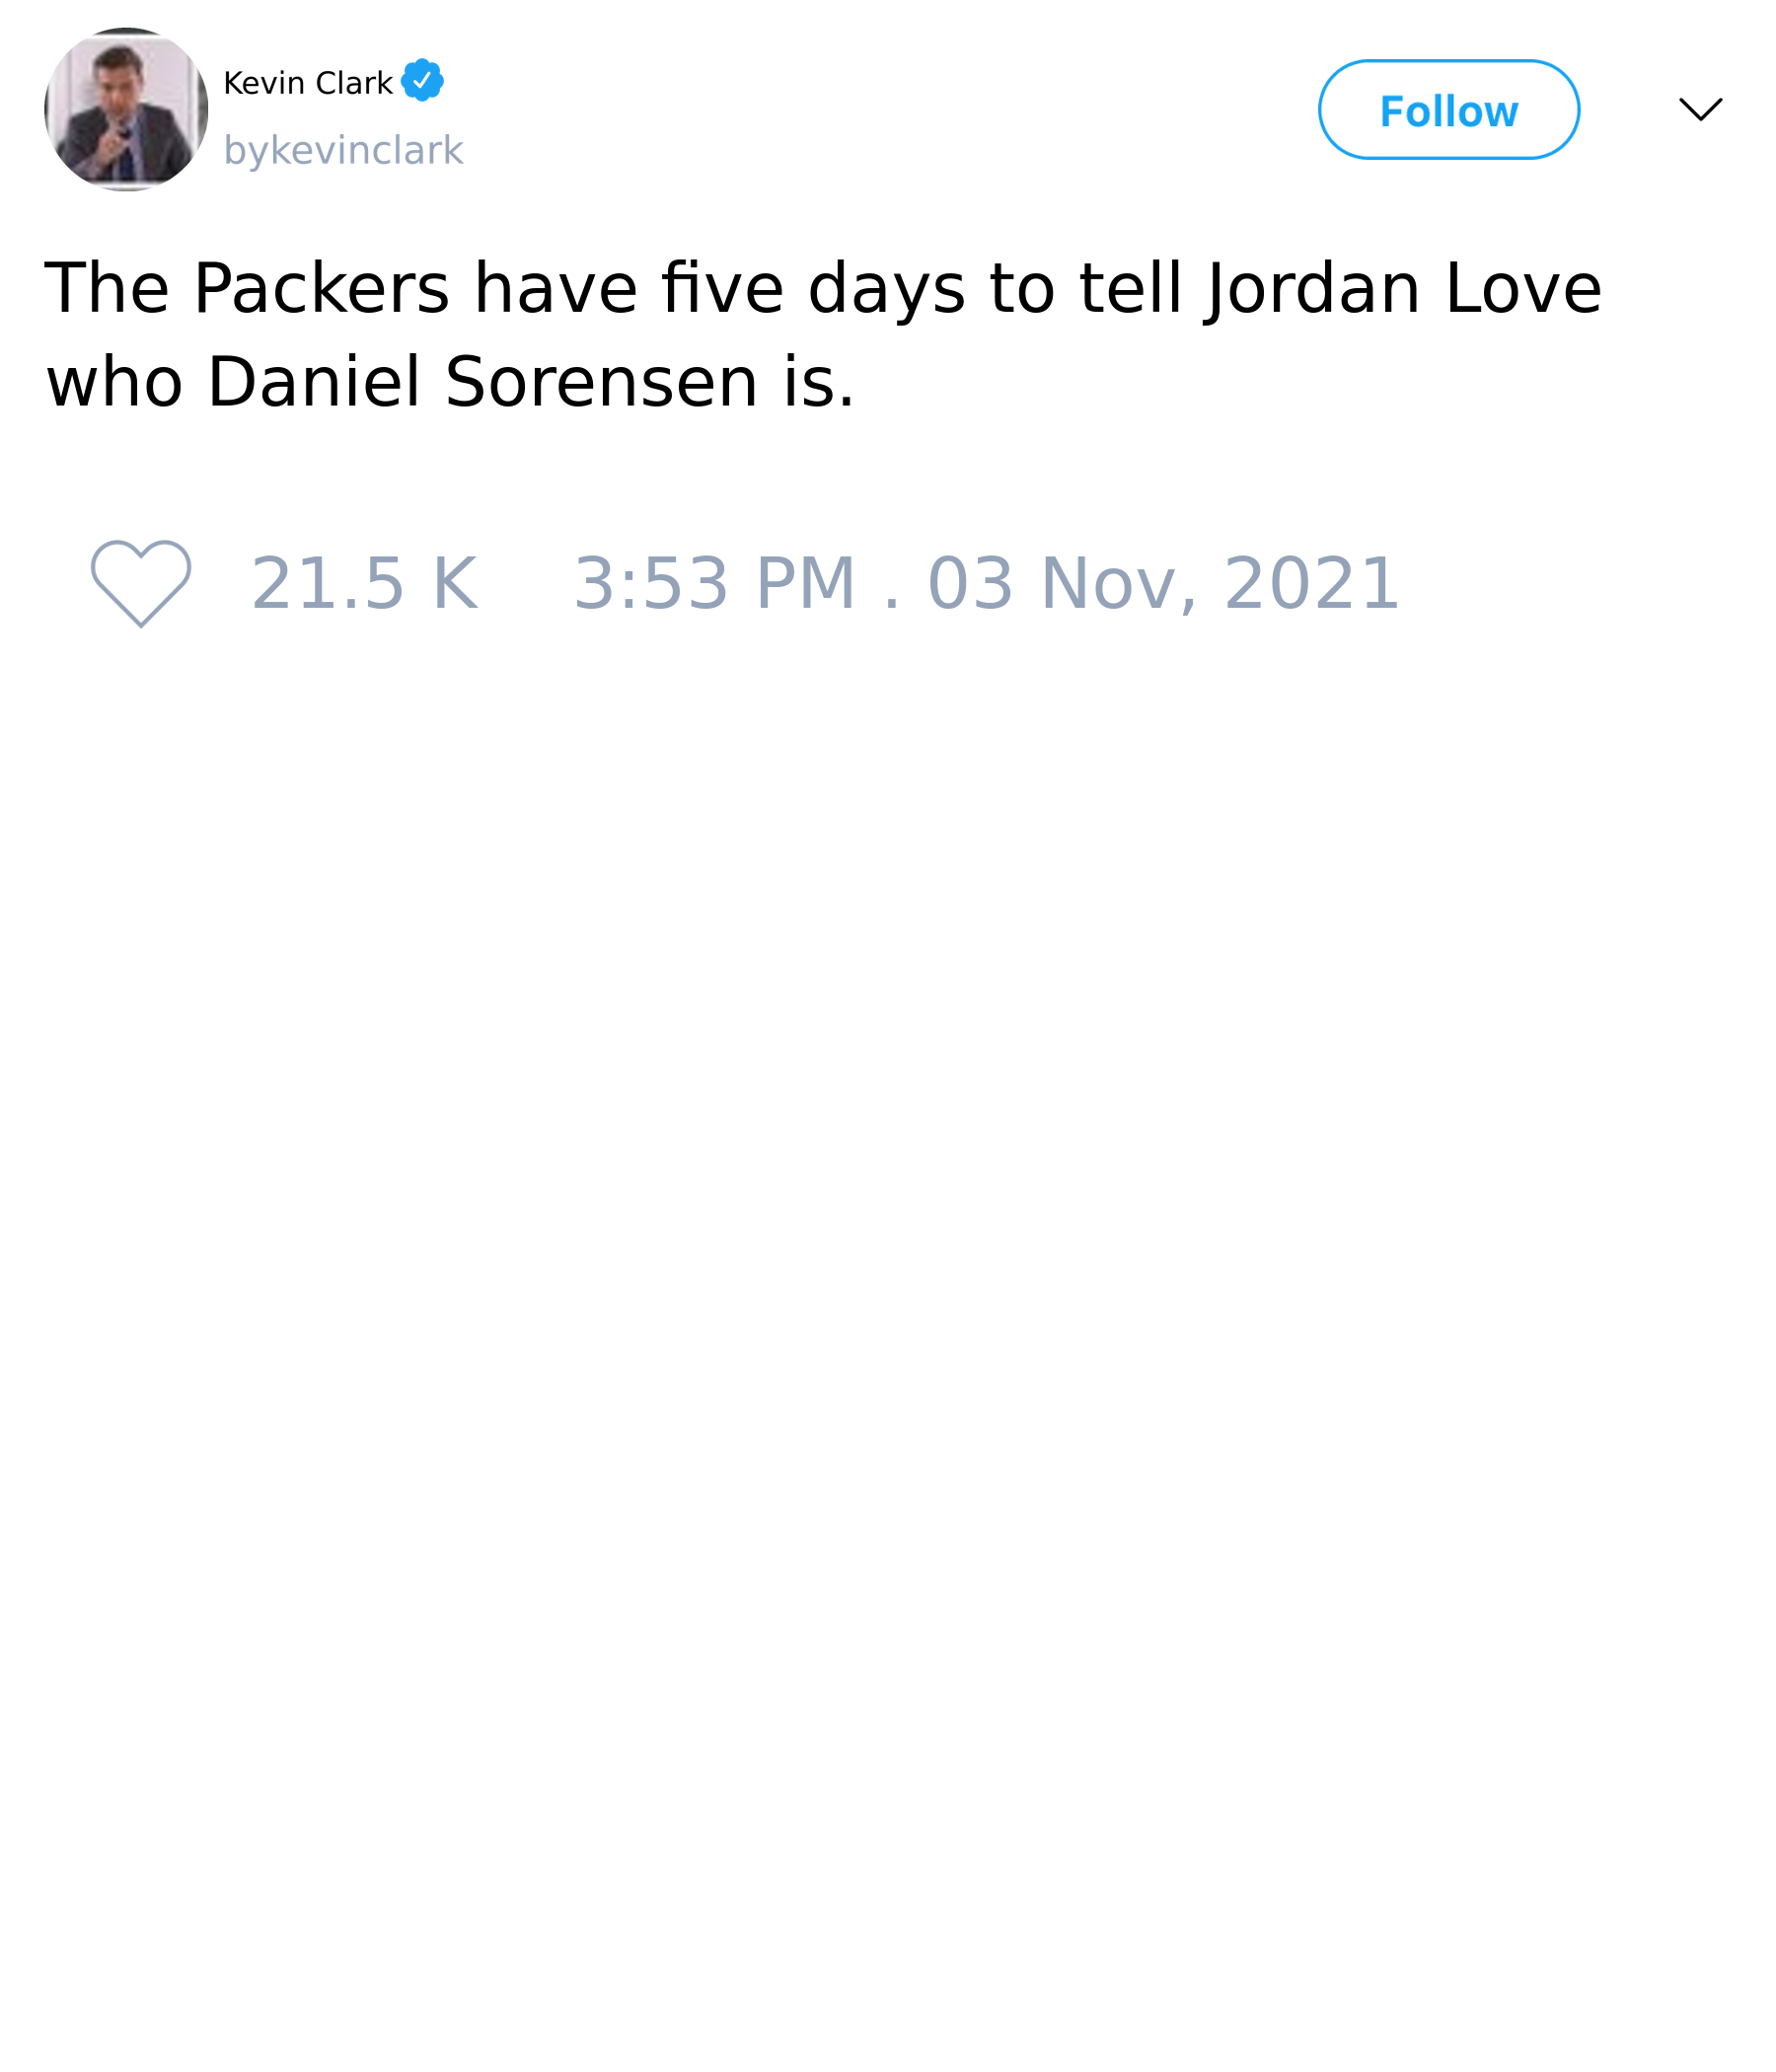 Kevin Clark
bykevinclark
Follow
The Packers have five days to tell Jordan Love
who Daniel Sorensen is.
21.5 K 3:53 PM . 03 Nov, 2021